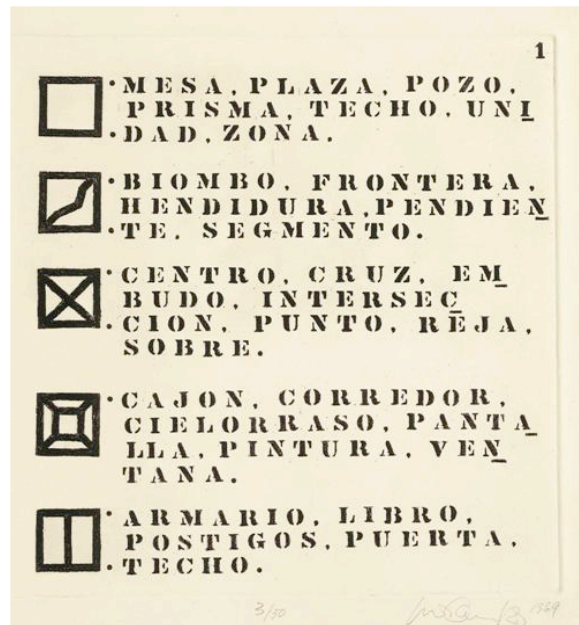 1
MESA, PLAZA, POZO,
PRISMA, TECHO, UNI
DAD, ZONA.
BIOMBO, FRONTERA,
HENDIDURA, PENDIEN
TE, SEGMENTO.
CENTRO, CRUZ, EM
BUDO, INTERSEC
CION, PUNTO, REJA,
SOBRE.
CAJON, CORREDOR,
CIELORRASO, PANTA
LLA, PINTURA, VEN
TANA.
ARMARIO, LIBRO,
POSTIGOS, PUERTA,
TECHO.
3/50 1969